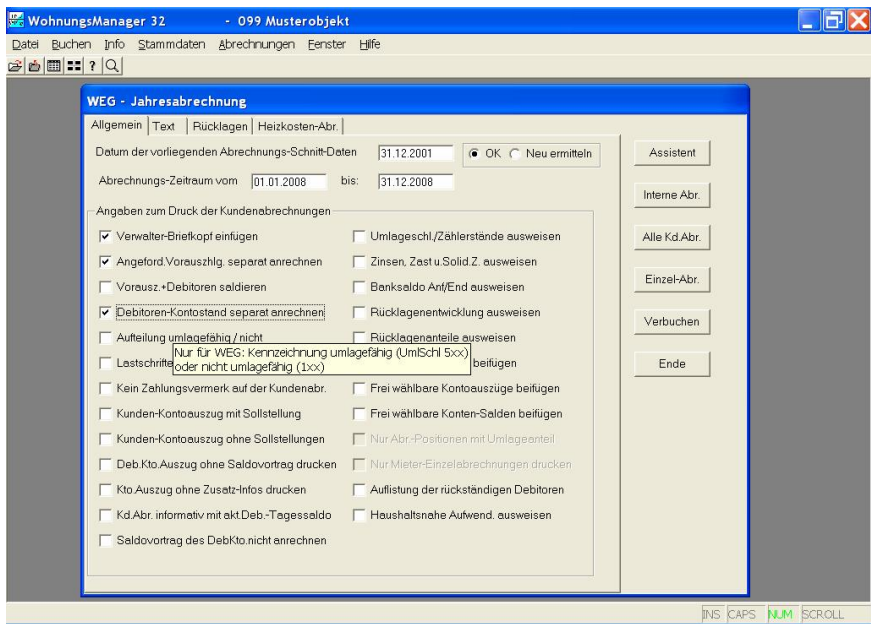 WohnungsManager 32 - 099 Musterobjekt
Datei Buchen Info Stammdaten Abrechnungen Fenster Hilfe
WEG - Jahresabrechnung
Allgemein Text Rücklagen Heizkosten-Abr.
Datum der vorliegenden Abrechnungs-Schnitt-Daten 31.12.2001 OK Neu ermitteln
Abrechnungs-Zeitraum vom 01.01.2008 bis: 31.12.2008
Angaben zum Druck der Kundenabrechnungen
Verwalter-Briefkopf einfügen
Angeford.Vorauszhlg. separat anrechnen
Vorausz.+Debitoren saldieren
Debitoren-Kontostand separat anrechnen
Aufteilung umlagefähig / nicht
Lastschrifte
Nur für WEG: Kennzeichnung umlagefähig (UmlSchl 5xx)
oder nicht umlagefähig (1xx)
Kein Zahlungsvermerk auf der Kundenabr.
Kunden-Kontoauszug mit Sollstellung
Kunden-Kontoauszug ohne Sollstellungen
Deb.Kto.Auszug ohne Saldovortrag drucken
Kto.Auszug ohne Zusatz-Infos drucken
Kd.Abr. informativ mit akt.Deb.-Tagessaldo
Saldovortrag des DebKto.nicht anrechnen
Umlageschl./Zählerstände ausweisen
Zinsen, Zast u.Solid.Z. ausweisen
Banksaldo Anf/End ausweisen
Rücklagenentwicklung ausweisen
Rücklagenanteile ausweisen
beifügen
Frei wählbare Kontoauszüge beifügen
Frei wählbare Konten-Salden beifügen
Nur Abr.-Positionen mit Umlageanteil
Nur Mieter-Einzelabrechnungen drucken
Auflistung der rückständigen Debitoren
Haushaltsnahe Aufwend. ausweisen
Assistent
Interne Abr.
Alle Kd.Abr.
Einzel-Abr.
Verbuchen
Ende
INS CAPS NUM SCROLL